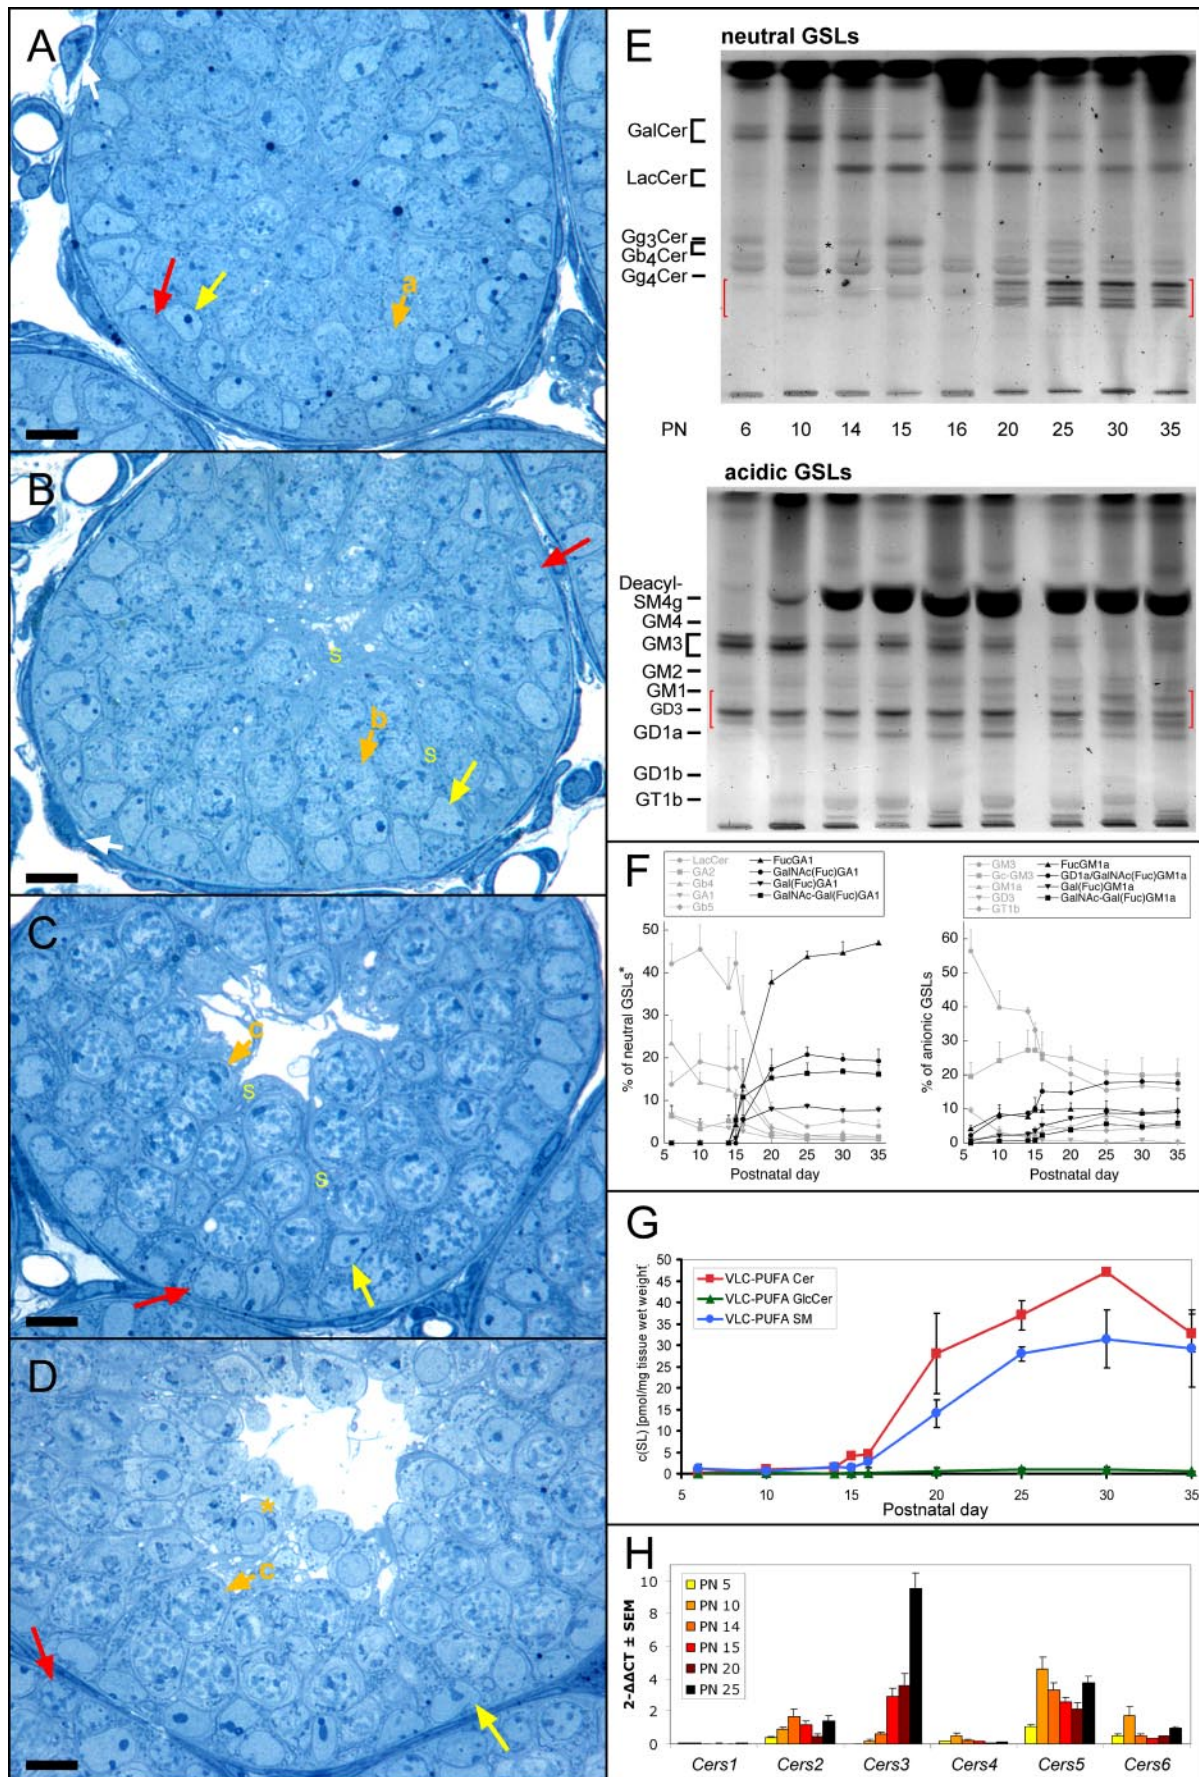 A
a
B
s
b
s
C
c
s
s
D
*
c
E
neutral GSLs
GalCer
LacCer
Gg3Cer
Gb4Cer
Gg4Cer
*
*
PN 6 10 14 15 16 20 25 30 35
acidic GSLs
Deacyl-
SM4g
GM4
GM3
GM2
GM1
GD3
GD1a
GD1b
GT1b
F
LacCer
GA2
Gb4
GA1
Gb5
FucGA1
GalNAc(Fuc)GA1
Gal(Fuc)GA1
GalNAc-Gal(Fuc)GA1
% of neutral GSLs*
50
40
30
20
10
0
5 10 15 20 25 30 35
Postnatal day
GM3
Gc-GM3
GM1a
GD3
GT1b
FucGM1a
GD1a/GalNAc(Fuc)GM1a
Gal(Fuc)GM1a
GalNAc-Gal(Fuc)GM1a
% of anionic GSLs
60
50
40
30
20
10
0
5 10 15 20 25 30 35
Postnatal day
G
VLC-PUFA Cer
VLC-PUFA GlcCer
VLC-PUFA SM
c(SL) [pmol/mg tissue wet weight]
50
45
40
35
30
25
20
15
10
5
0
5 10 15 20 25 30 35
Postnatal day
H
PN 5
PN 10
PN 14
PN 15
PN 20
PN 25
2-ΔΔCT ± SEM
10
8
6
4
2
0
Cers1 Cers2 Cers3 Cers4 Cers5 Cers6